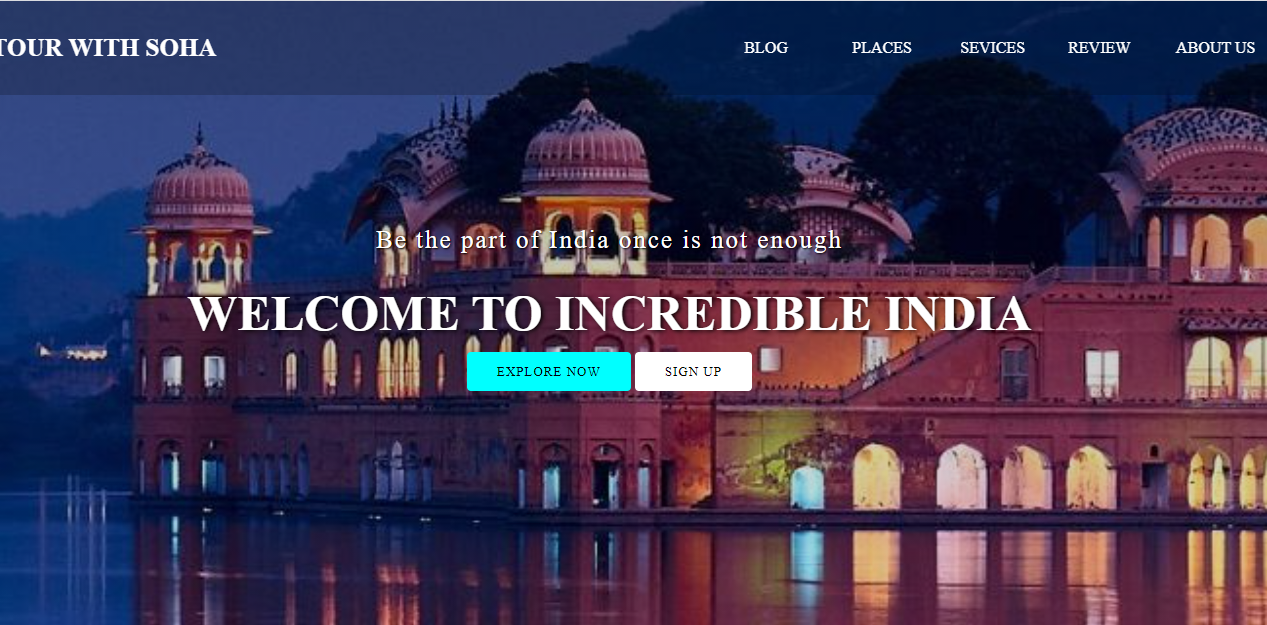 TOUR WITH SOHA
BLOG PLACES SEVICES REVIEW ABOUT US
Be the part of India once is not enough
WELCOME TO INCREDIBLE INDIA
EXPLORE NOW SIGN UP